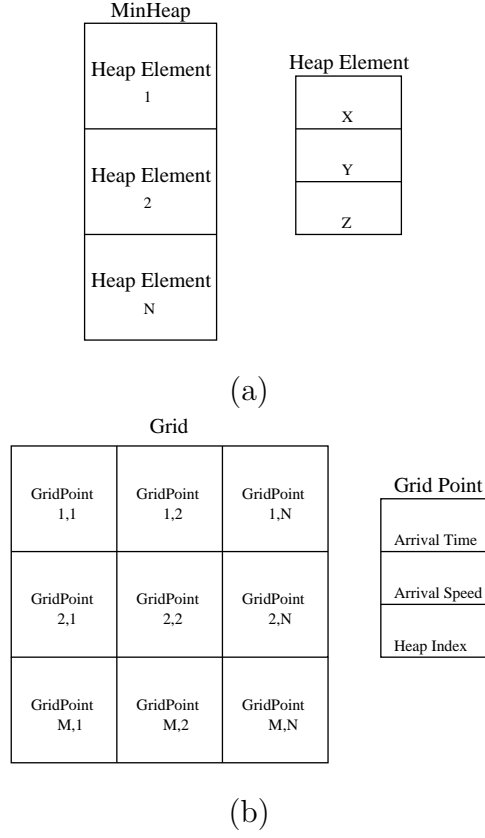 MinHeap
Heap Element
1
Heap Element
2
Heap Element
N
Heap Element
X
Y
Z
(a)
Grid
GridPoint
1,1
GridPoint
1,2
GridPoint
1,N
GridPoint
2,1
GridPoint
2,2
GridPoint
2,N
GridPoint
M,1
GridPoint
M,2
GridPoint
M,N
Grid Point
Arrival Time
Arrival Speed
Heap Index
(b)